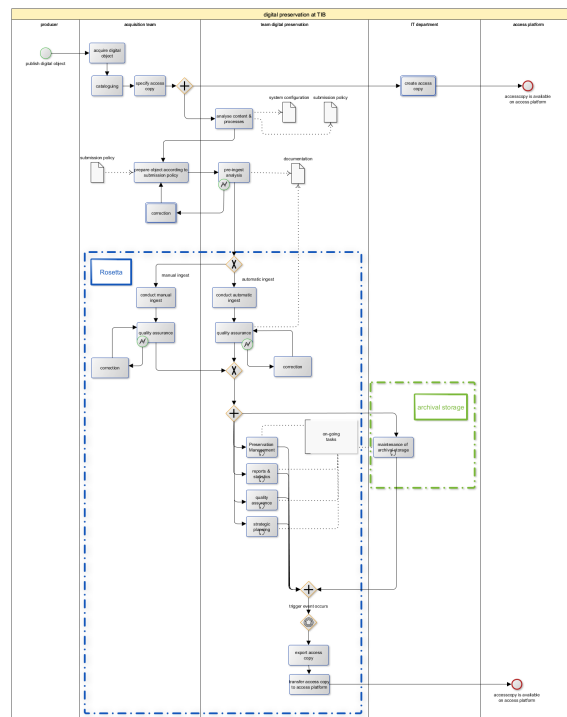 digital preservation at TIB
producer
acquisition team
team digital preservation
IT department
access platform
publish digital object
acquire digital
object
cataloguing
specify access
copy
create access
copy
accesscopy is available
on access platform
system configuration
submission policy
analyse content &
processes
submission policy
prepare object according to
submission policy
pre-ingest
analysis
documentation
correction
Rosetta
manual ingest
automatic ingest
conduct manual
ingest
conduct automatic
ingest
quality assurance
quality assurance
correction
correction
archival storage
on-going
tasks
Preservation
Management
maintenance of
archival storage
reports &
statistics
quality
assurance
strategic
planning
trigger event occurs
export access
copy
transfer access copy
to access platform
accesscopy is available
on access platform